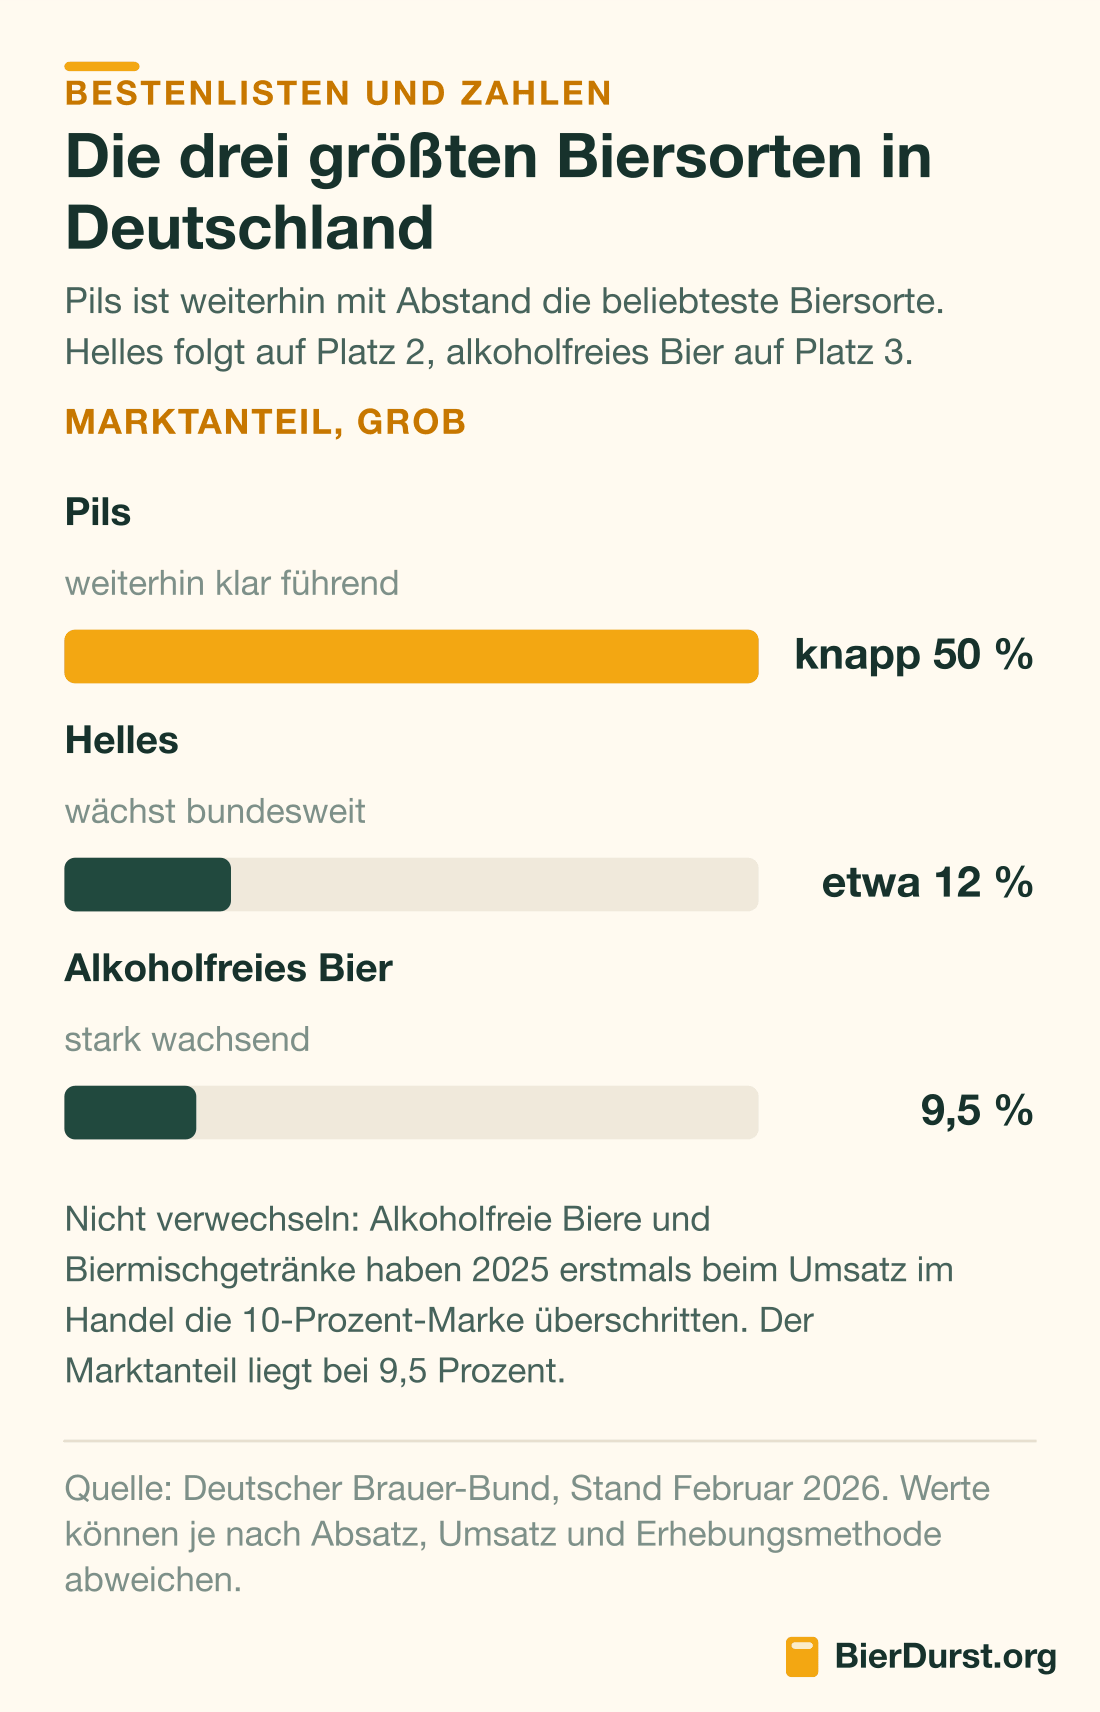 BESTENLISTEN UND ZAHLEN
Die drei größten Biersorten in
Deutschland
Pils ist weiterhin mit Abstand die beliebteste Biersorte.
Helles folgt auf Platz 2, alkoholfreies Bier auf Platz 3.
MARKTANTEIL, GROB
Pils
weiterhin klar führend
knapp 50 %
Helles
wächst bundesweit
etwa 12 %
Alkoholfreies Bier
stark wachsend
9,5 %
Nicht verwechseln: Alkoholfreie Biere und
Biermischgetränke haben 2025 erstmals beim Umsatz im
Handel die 10-Prozent-Marke überschritten. Der
Marktanteil liegt bei 9,5 Prozent.
Quelle: Deutscher Brauer-Bund, Stand Februar 2026. Werte
können je nach Absatz, Umsatz und Erhebungsmethode
abweichen.
BierDurst.org